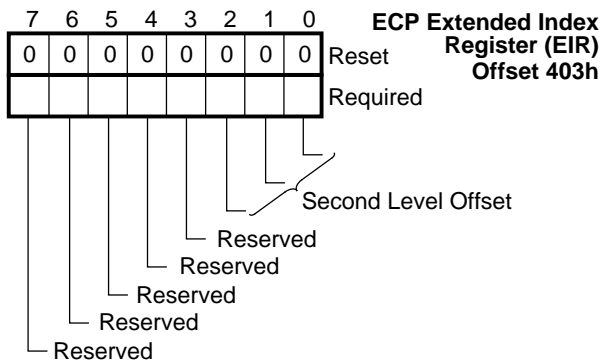 7 6 5 4 3 2 1 0
ECP Extended Index
Register (EIR)
Offset 403h
0 0 0 0 0 0 0 0 Reset
Required
Second Level Offset
Reserved
Reserved
Reserved
Reserved
Reserved